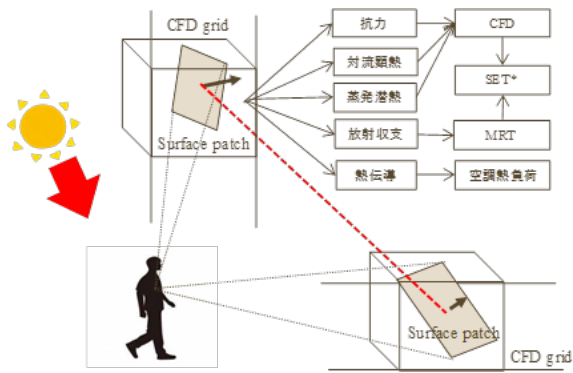 CFD grid
Surface patch
抗力
対流顕熱
蒸発潜熱
放射収支
熱伝導
CFD
SET*
MRT
空調熱負荷
Surface patch
CFD grid